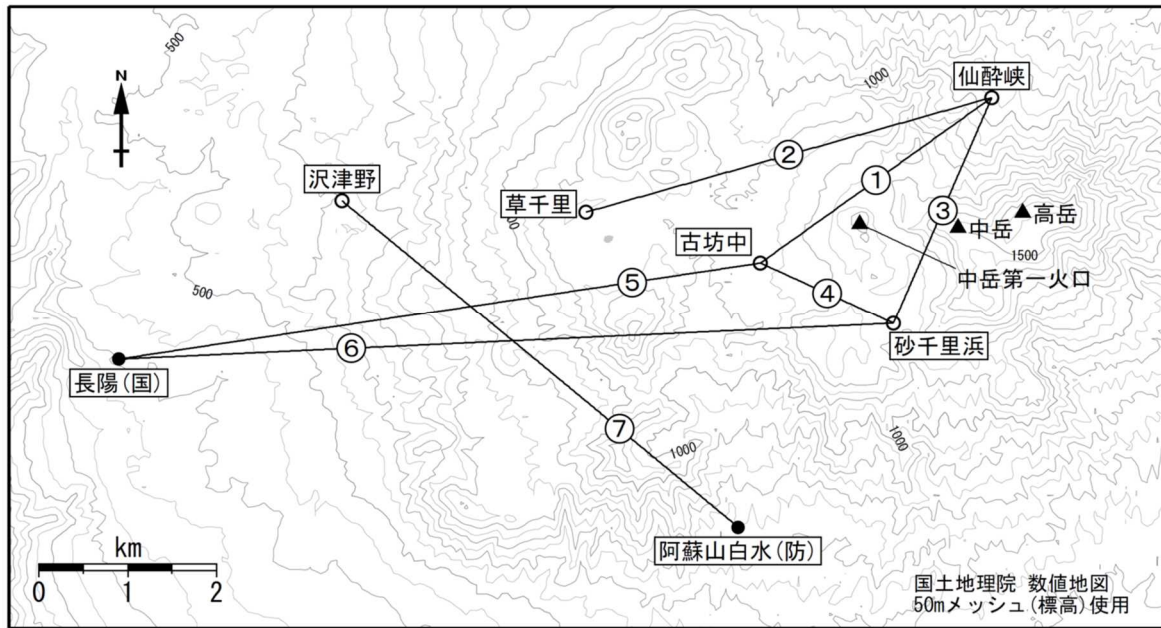 500
1000
仙酔峡
N
②
沢津野
①
草千里
③
高岳
中岳
古坊中
1500
中岳第一火口
⑤
④
500
砂千里浜
⑥
長陽(国)
⑦
1000
1000
km
阿蘇山白水(防)
0 1 2
国土地理院 数値地図
50mメッシュ(標高)使用